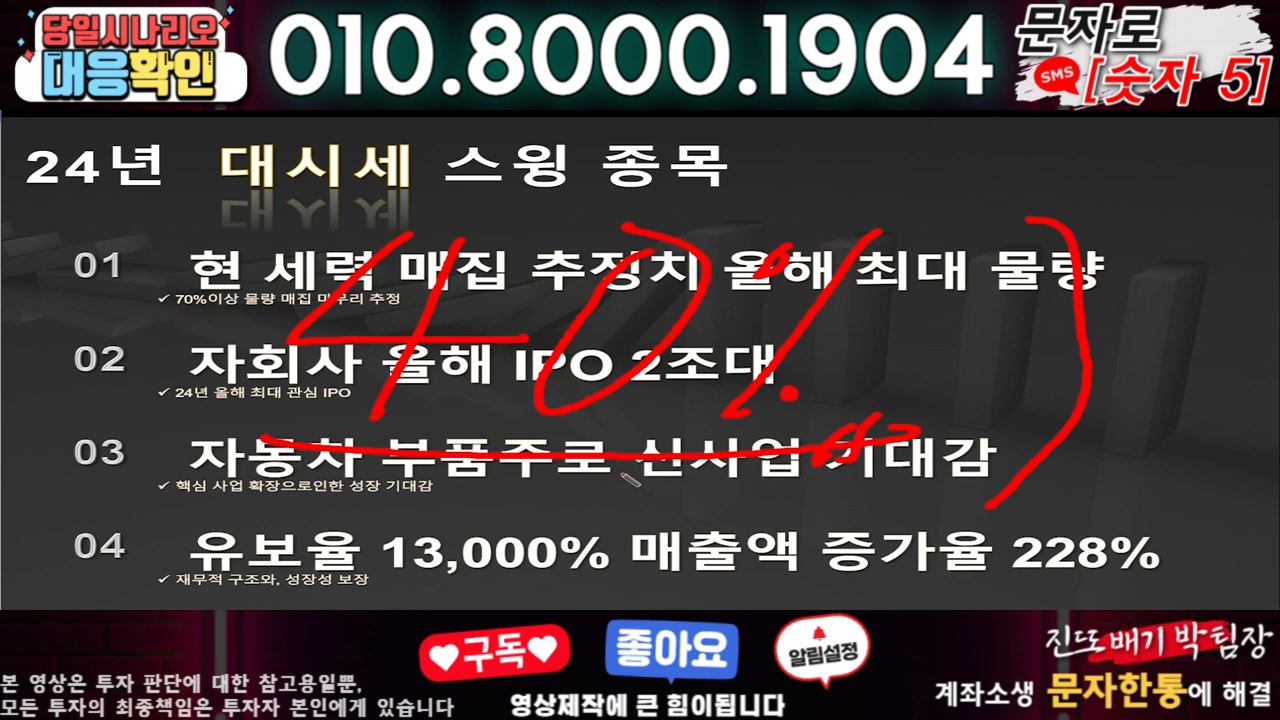 당일시나리오
대응확인
010.8000.1904
문자로
SMS [숫자 5]
24년 대시세 스윙 종목
01 현 세력 매집 추정치 올해 최대 물량
✓ 70%이상 물량 매집 마무리 추정
02 자회사 올해 IPO 2조대
✓ 24년 올해 최대 관심 IPO
40%
03 자동차 부품주로 신사업 기대감
✓ 핵심 사업 확장으로인한 성장 기대감
04 유보율 13,000% 매출액 증가율 228%
✓ 재무적 구조와, 성장성 보장
구독
좋아요
알림설정
영상제작에 큰 힘이됩니다
본 영상은 투자 판단에 대한 참고용일뿐,
모든 투자의 최종책임은 투자자 본인에게 있습니다
진또배기 박팀장
계좌소생 문자한통에 해결